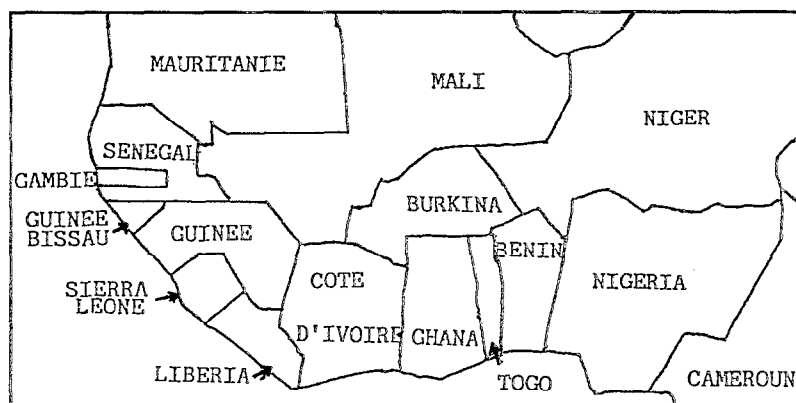 MAURITANIE
MALI
NIGER
SENEGAL
GAMBIE
BURKINA
GUINEE
BISSAU
GUINEE
BENIN
COTE
NIGERIA
SIERRA
LEONE
D'IVOIRE
GHANA
LIBERIA
TOGO
CAMEROUN